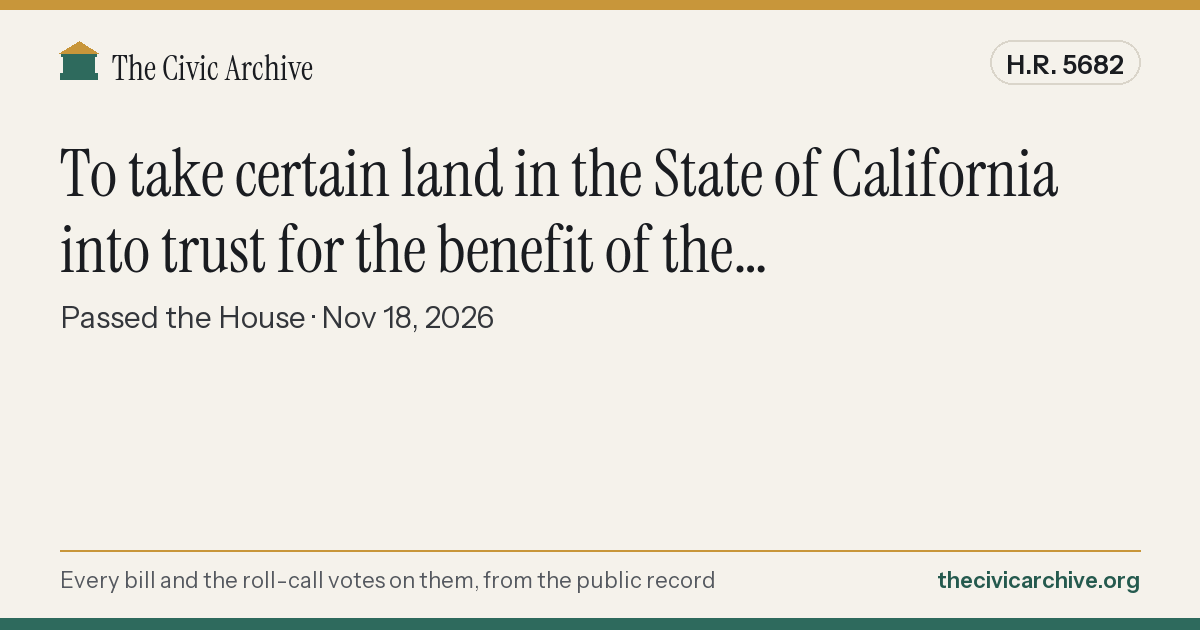 The Civic Archive
H.R. 5682
To take certain land in the State of California
into trust for the benefit of the...
Passed the House · Nov 18, 2026
Every bill and the roll-call votes on them, from the public record
thecivicarchive.org